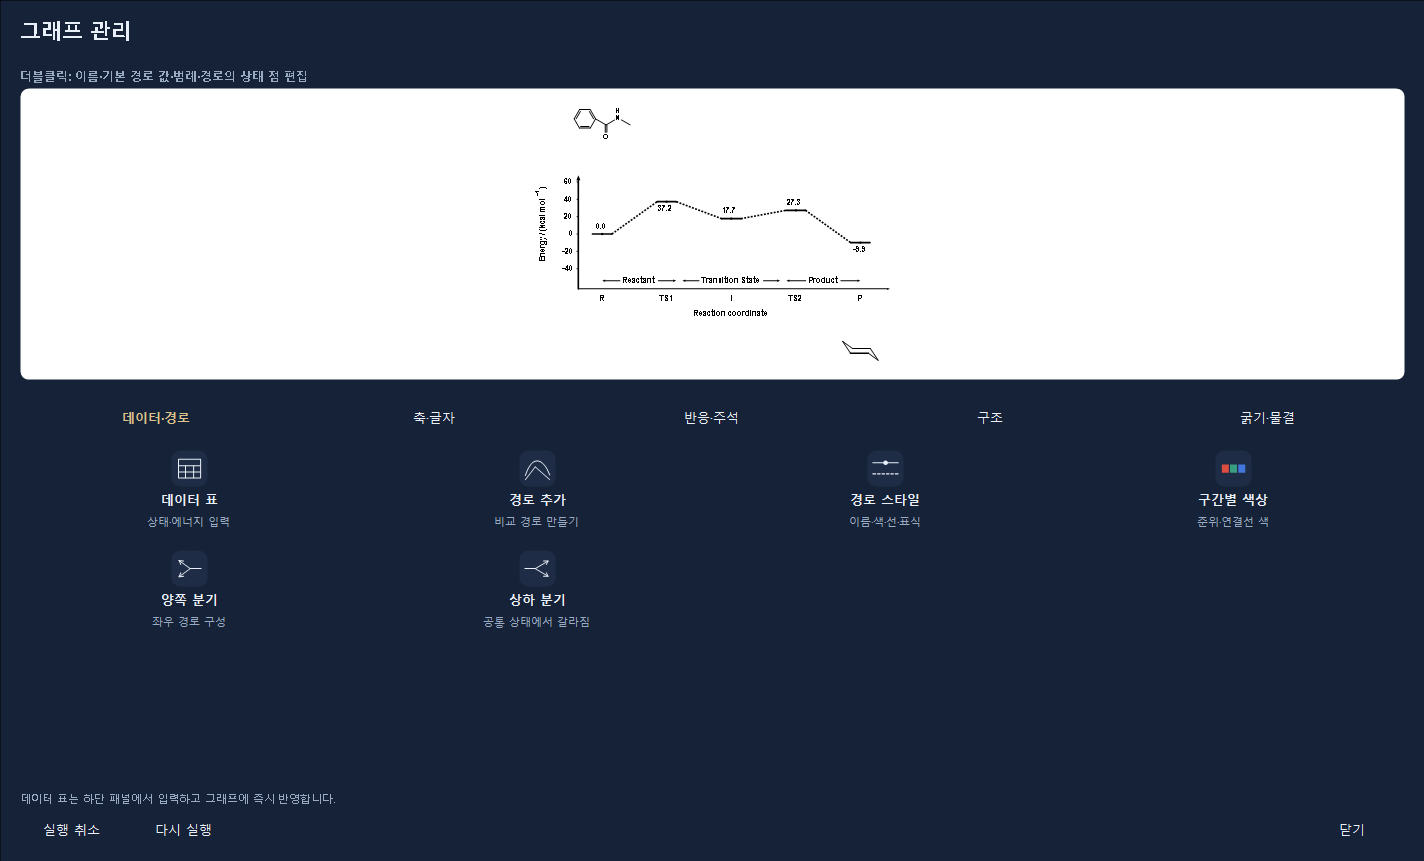 그래프 관리
더블클릭: 이름·기본 경로 값·범례·경로의 상태 점 편집
H
N
O
60
40
20
0
-20
-40
Energy / (kcal mol⁻¹)
0.0
37.2
17.7
27.3
-9.9
Reactant
Transition State
Product
R
TS1
I
TS2
P
Reaction coordinate
데이터·경로
축·글자
반응·주석
구조
굵기·물결
데이터 표
경로 추가
경로 스타일
구간별 색상
상태·에너지 입력
비교 경로 만들기
이름·색·선·표식
준위·연결선 색
양쪽 분기
상하 분기
좌우 경로 구성
공통 상태에서 갈라짐
데이터 표는 하단 패널에서 입력하고 그래프에 즉시 반영합니다.
실행 취소
다시 실행
닫기